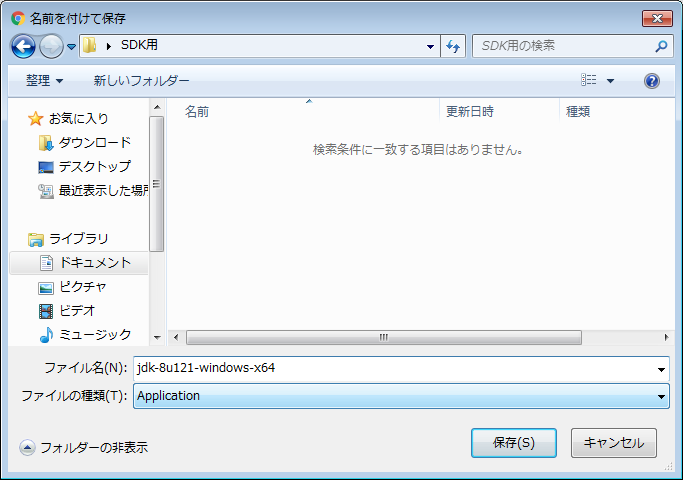 名前を付けて保存
SDK用
SDK用の検索
整理 新しいフォルダー
名前 更新日時 種類
検索条件に一致する項目はありません。
お気に入り
ダウンロード
デスクトップ
最近表示した場所
ライブラリ
ドキュメント
ピクチャ
ビデオ
ミュージック
ファイル名(N): jdk-8u121-windows-x64
ファイルの種類(T): Application
フォルダーの非表示 保存(S) キャンセル